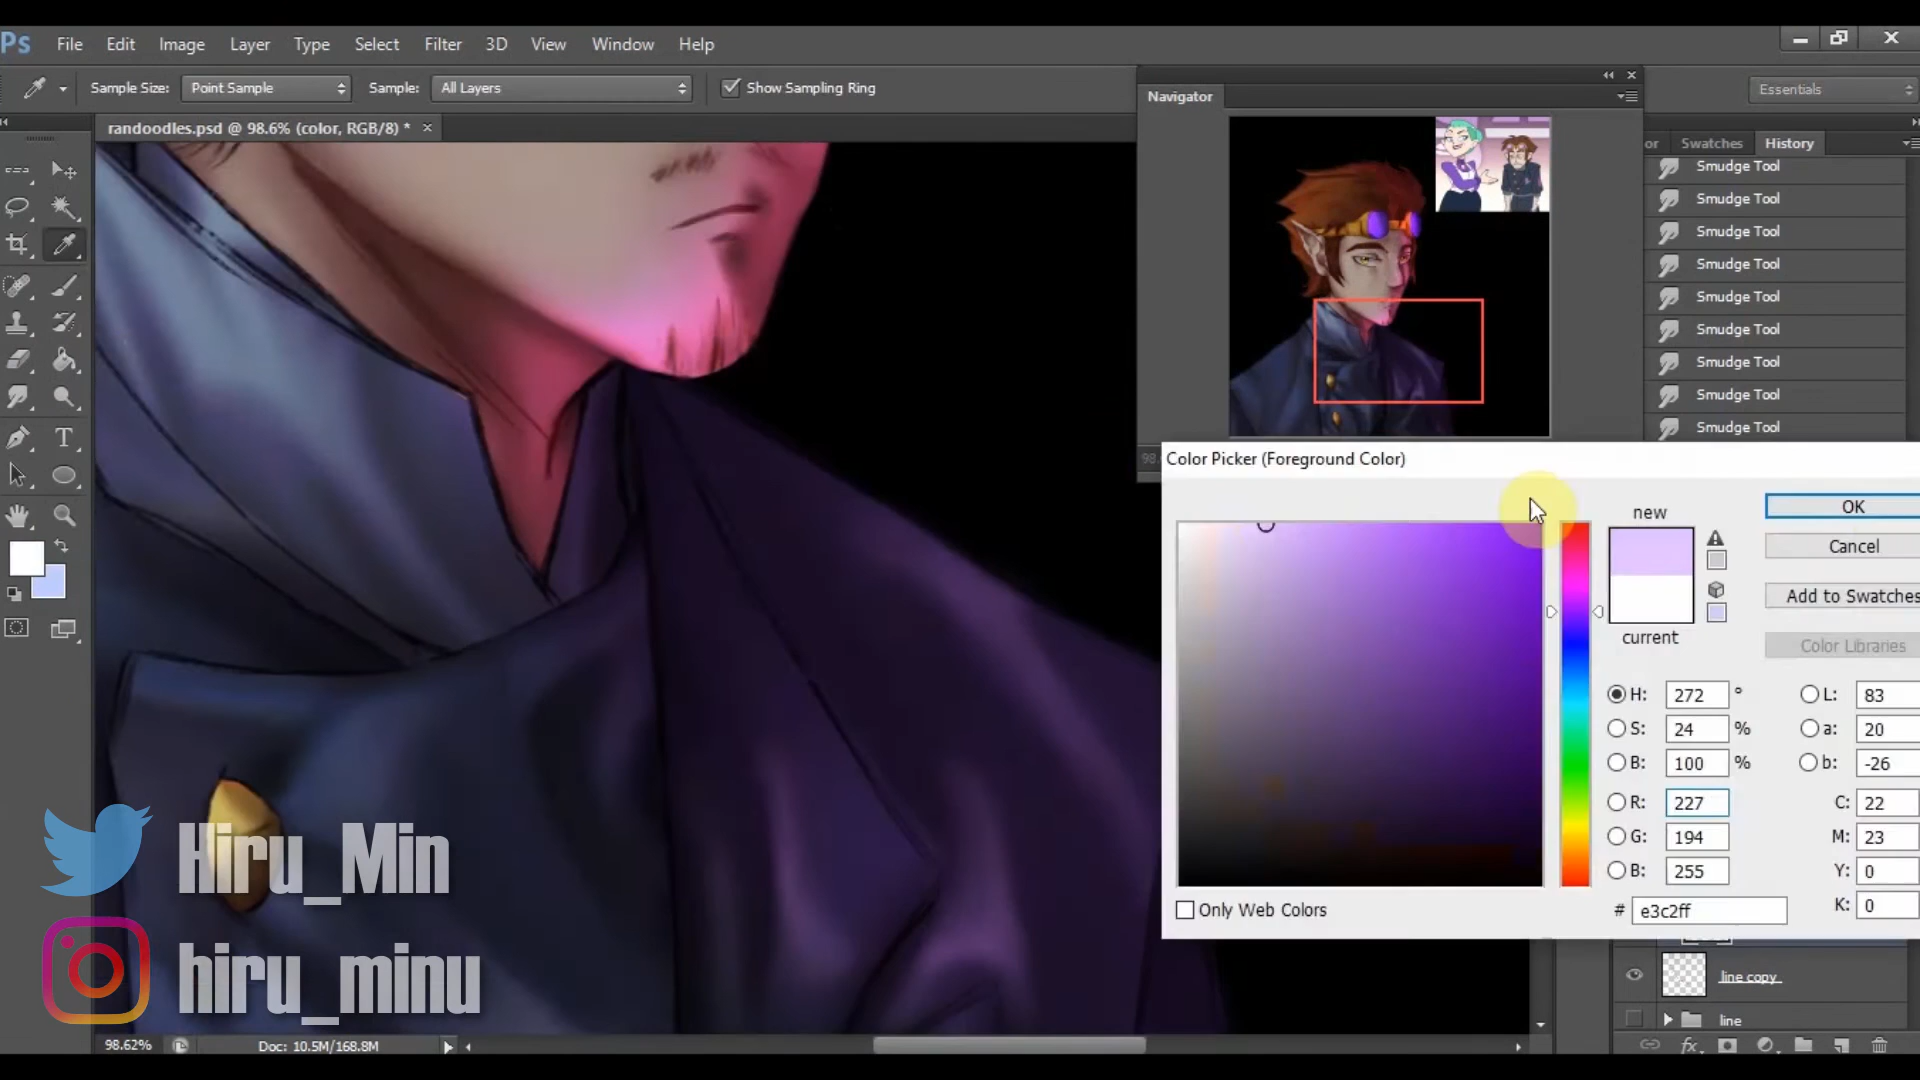 Ps File Edit Image Layer Type Select Filter 3D View Window Help
Sample Size: Point Sample Sample: All Layers Show Sampling Ring
Essentials
Navigator
randoodles.psd @ 98.6% (color, RGB/8) * ×
or Swatches History
Smudge Tool
Smudge Tool
Smudge Tool
Smudge Tool
Smudge Tool
Smudge Tool
Smudge Tool
Smudge Tool
Smudge Tool
98.
Color Picker (Foreground Color)
new
current
OK
Cancel
Add to Swatches
Color Libraries
H: 272 ° L: 83
S: 24 % a: 20
B: 100 % b: -26
R: 227 C: 22
G: 194 M: 23
B: 255 Y: 0
# e3c2ff K: 0
Only Web Colors
T
Hiru_Min
hiru_minu
line copy
line
fx
98.62% Doc: 10.5M/168.8M